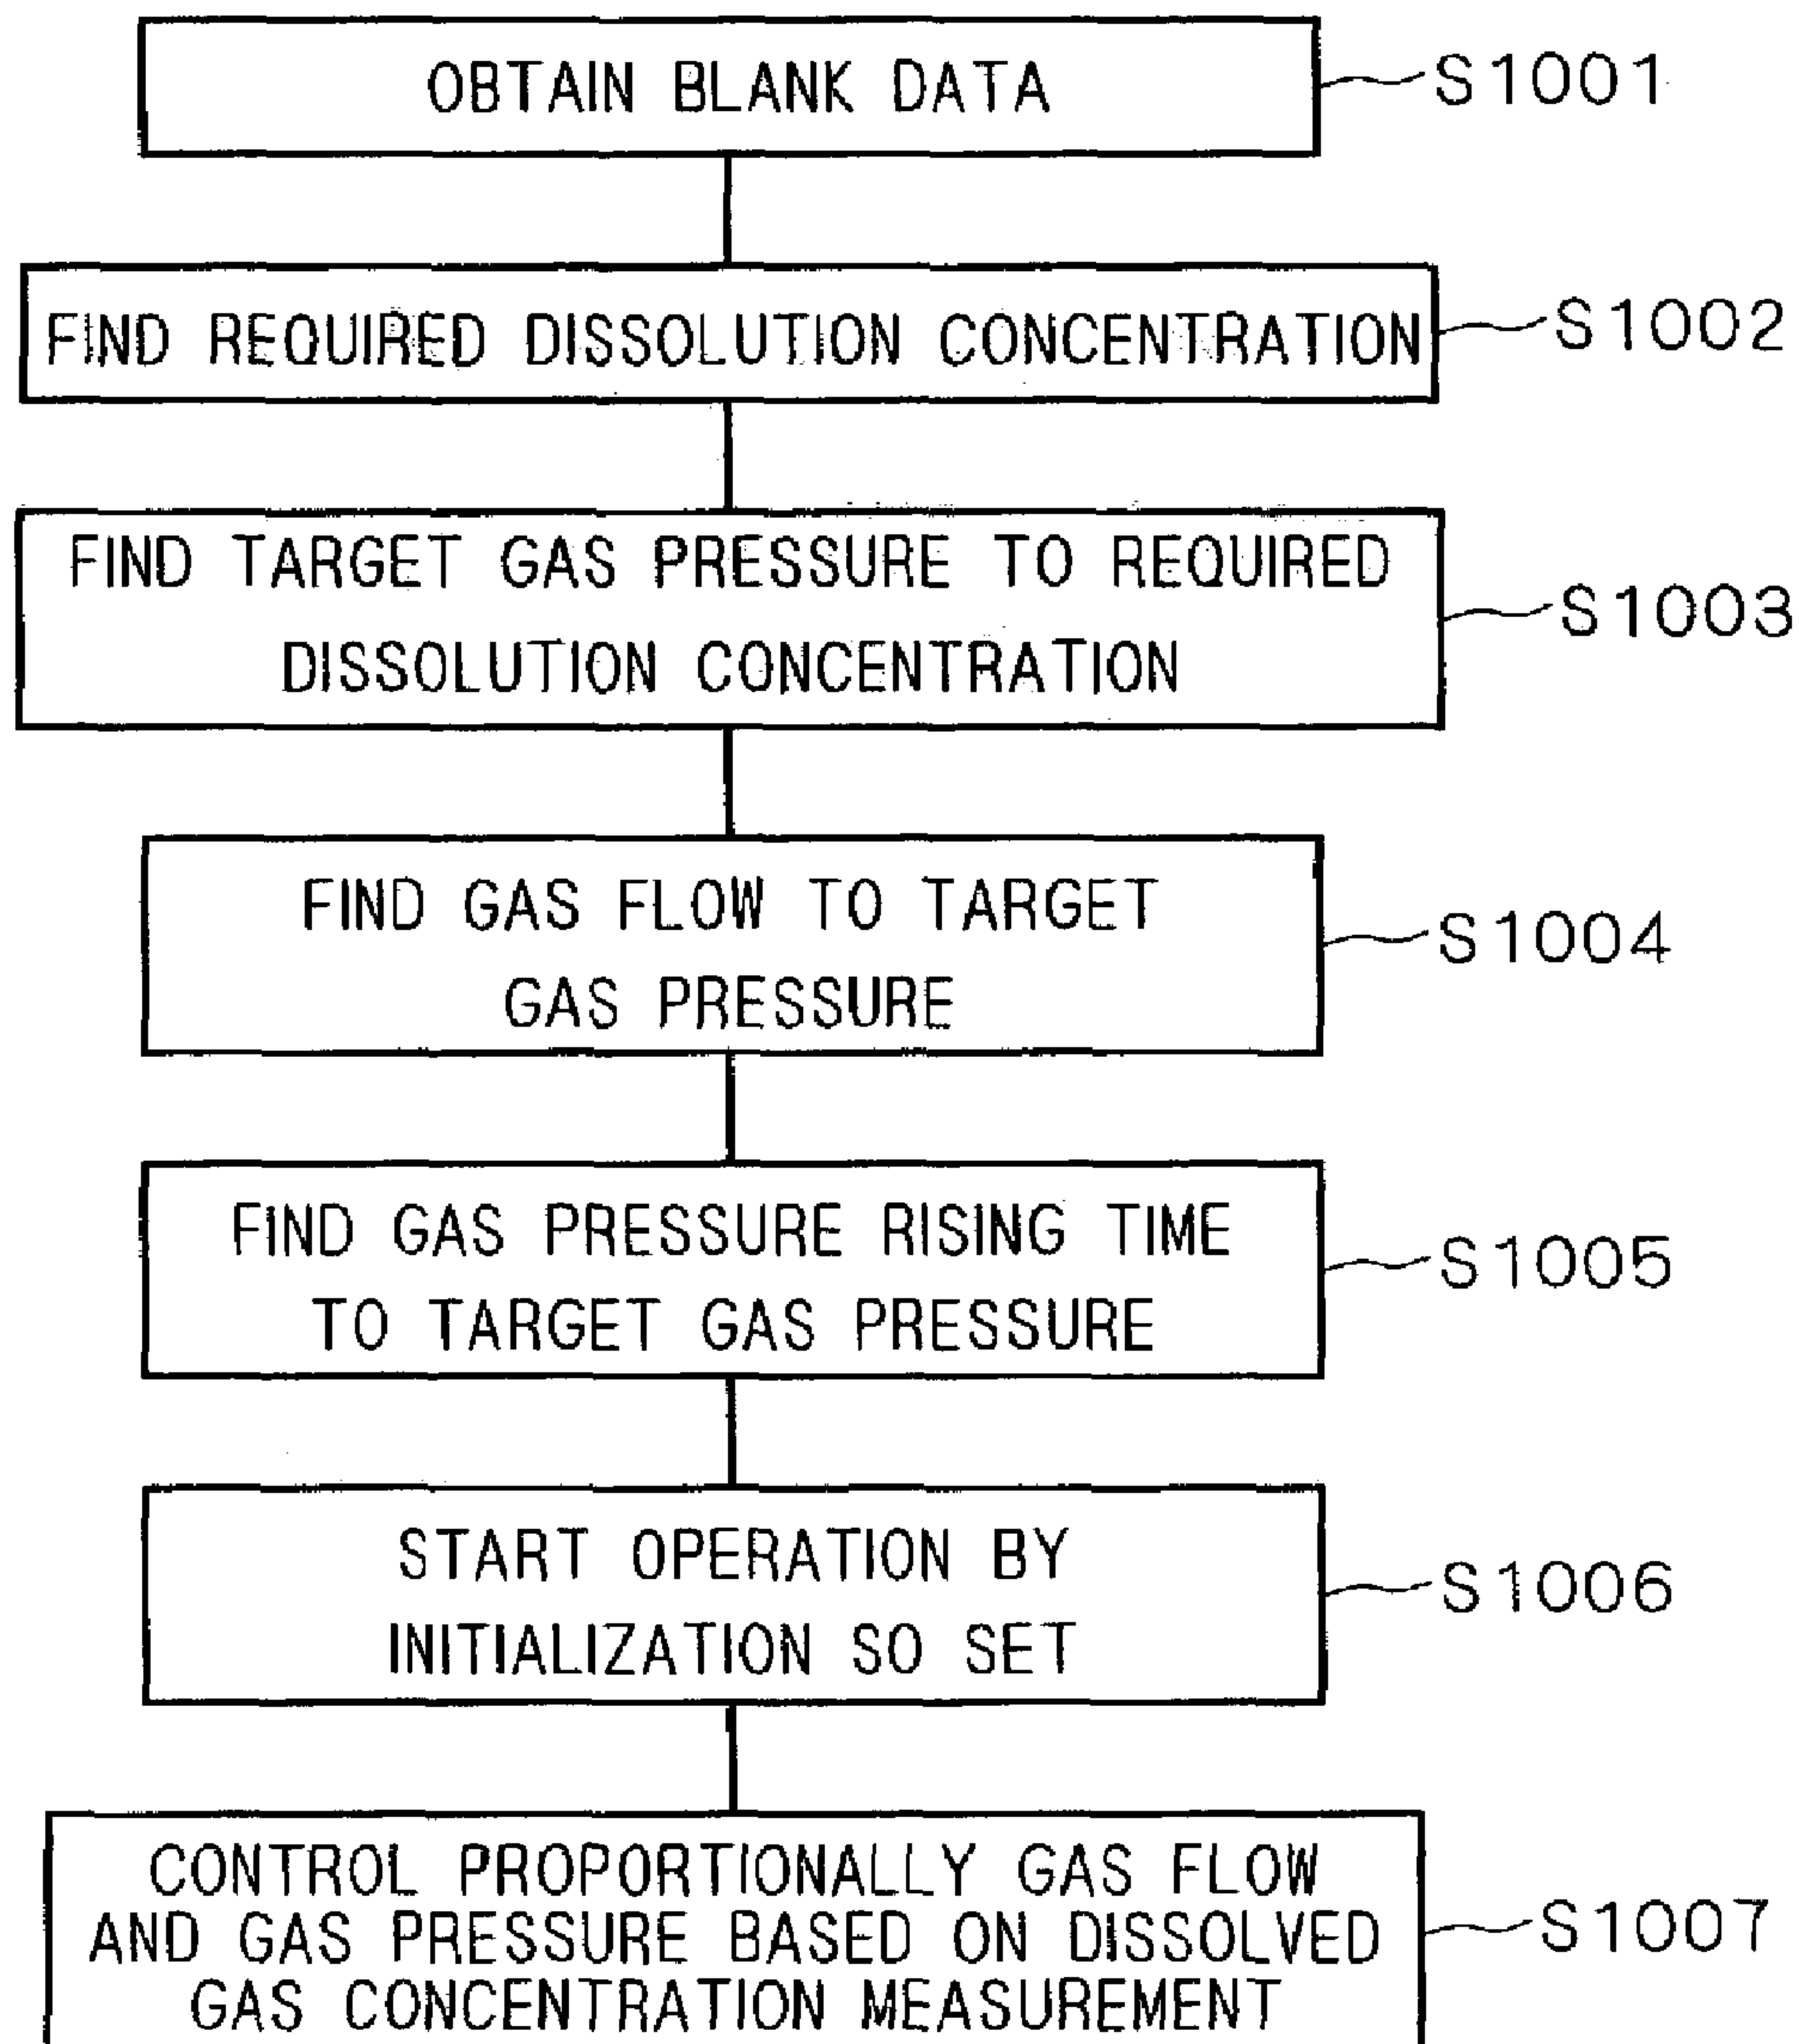 OBTAIN BLANK DATA
S1001
FIND REQUIRED DISSOLUTION CONCENTRATION
S1002
FIND TARGET GAS PRESSURE TO REQUIRED
DISSOLUTION CONCENTRATION
S1003
FIND GAS FLOW TO TARGET
GAS PRESSURE
S1004
FIND GAS PRESSURE RISING TIME
TO TARGET GAS PRESSURE
S1005
START OPERATION BY
INITIALIZATION SO SET
S1006
CONTROL PROPORTIONALLY GAS FLOW
AND GAS PRESSURE BASED ON DISSOLVED
GAS CONCENTRATION MEASUREMENT
S1007